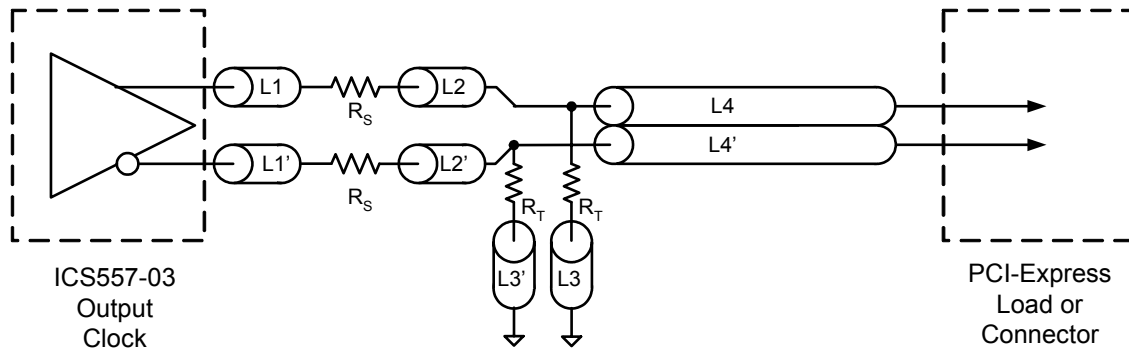 L1
R_S
L2
L4
L4'
L1'
R_S
L2'
R_T
R_T
L3'
L3
ICS557-03
Output
Clock
PCI-Express
Load or
Connector